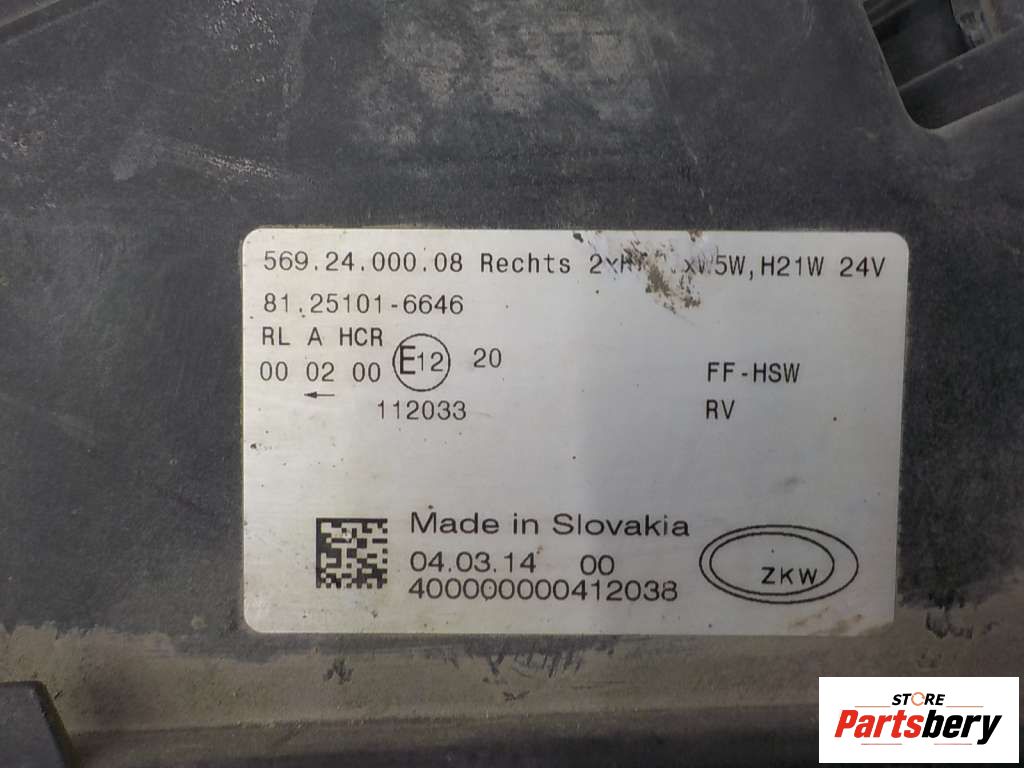 569.24.000.08 Rechts 5W,H21W 24V
81.25101-6646
RL A HCR
00 02 00 E12 20
FF-HSW
112033
RV
Made in Slovakia
04.03.14 00
400000000412038
ZKW
STORE
Partsbery